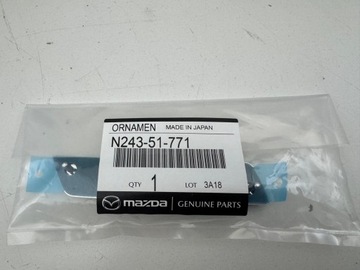 ORNAMEN MADE IN JAPAN
N243-51-771
QTY 1 LOT 3A18
mazda GENUINE PARTS